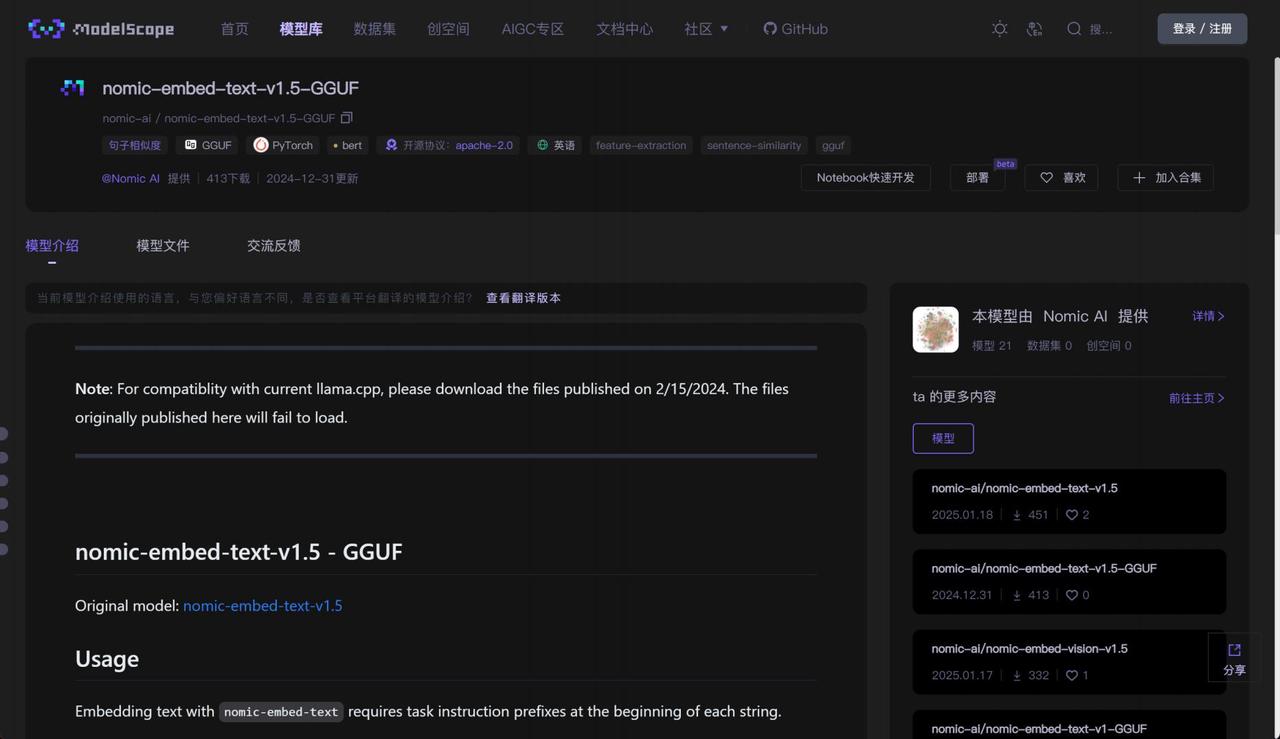 ModelScope 首页 模型库 数据集 创空间 AIGC专区 文档中心 社区 GitHub 搜... 登录 / 注册
nomic-embed-text-v1.5-GGUF
nomic-ai / nomic-embed-text-v1.5-GGUF
句子相似度 GGUF PyTorch bert 开源协议: apache-2.0 英语 feature-extraction sentence-similarity gguf
@Nomic AI 提供 413下载 2024-12-31更新
Notebook快速开发 部署 beta 喜欢 加入合集
模型介绍 模型文件 交流反馈
当前模型介绍使用的语言，与您偏好语言不同，是否查看平台翻译的模型介绍？ 查看翻译版本
Note: For compatiblity with current llama.cpp, please download the files published on 2/15/2024. The files
originally published here will fail to load.
nomic-embed-text-v1.5 - GGUF
Original model: nomic-embed-text-v1.5
Usage
Embedding text with nomic-embed-text requires task instruction prefixes at the beginning of each string.
本模型由 Nomic AI 提供 详情
模型 21 数据集 0 创空间 0
ta 的更多内容 前往主页
模型
nomic-ai/nomic-embed-text-v1.5
2025.01.18 451 2
nomic-ai/nomic-embed-text-v1.5-GGUF
2024.12.31 413 0
nomic-ai/nomic-embed-vision-v1.5
2025.01.17 332 1
nomic-ai/nomic-embed-text-v1-GGUF
分享